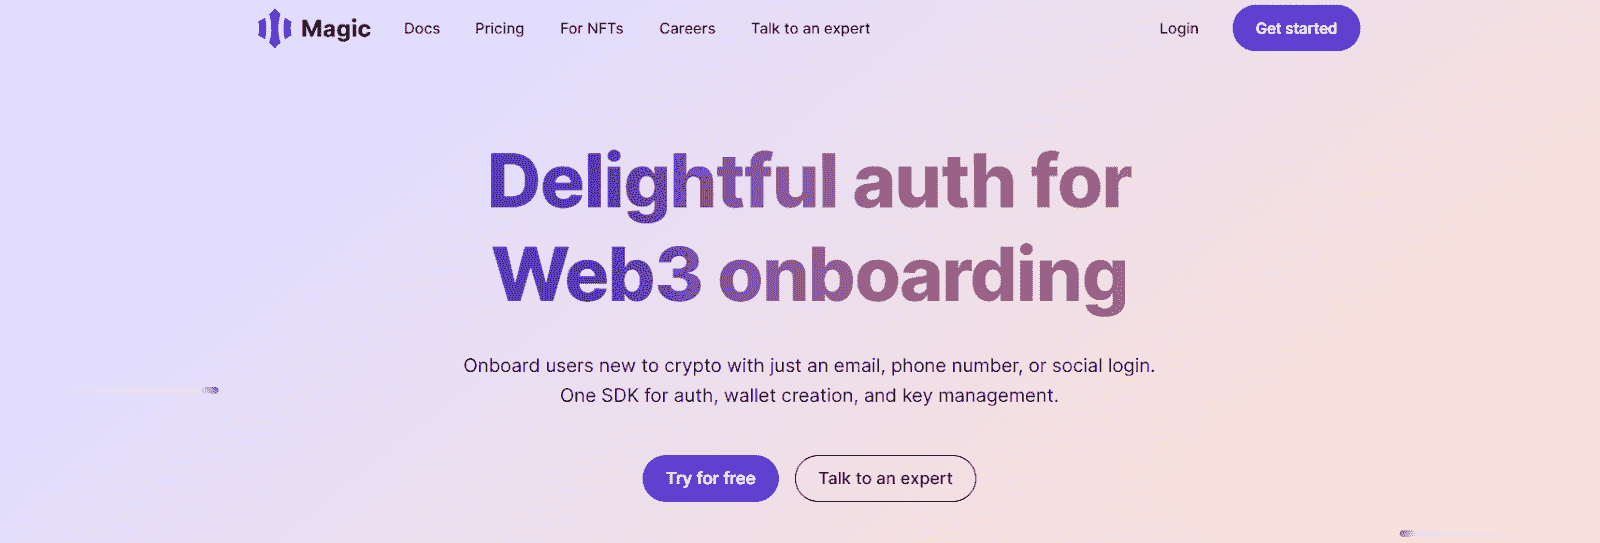 Magic Docs Pricing For NFTs Careers Talk to an expert Login Get started
Delightful auth for
Web3 onboarding
Onboard users new to crypto with just an email, phone number, or social login.
One SDK for auth, wallet creation, and key management.
Try for free Talk to an expert